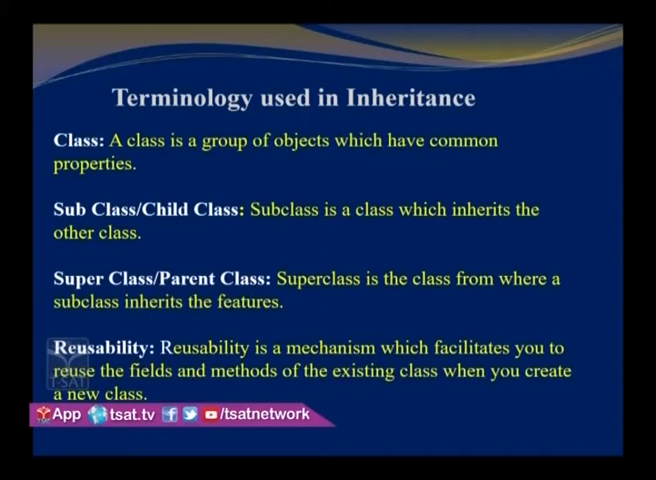 Terminology used in Inheritance
Class: A class is a group of objects which have common
properties.
Sub Class/Child Class: Subclass is a class which inherits the
other class.
Super Class/Parent Class: Superclass is the class from where a
subclass inherits the features.
Reusability: Reusability is a mechanism which facilitates you to
reuse the fields and methods of the existing class when you create
a new class.
T-SAT
App tsat.tv /tsatnetwork